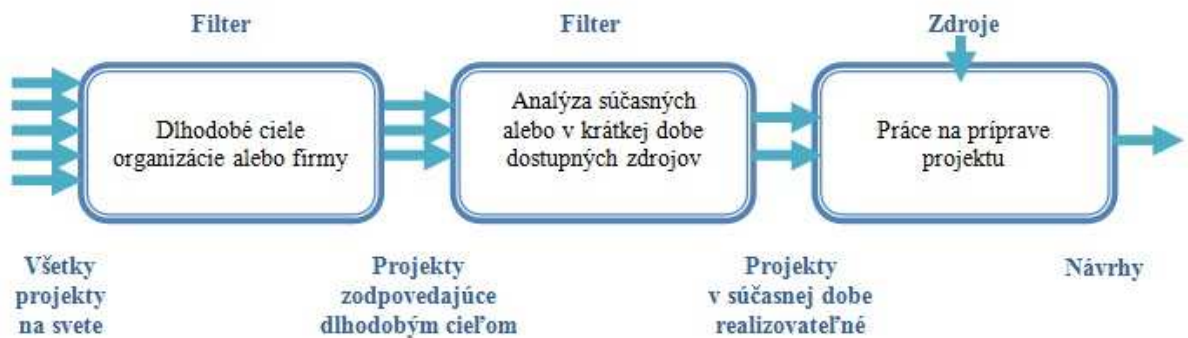 Filter
Filter
Zdroje
Dlhodobé ciele
organizácie alebo firmy
Analýza súčasných
alebo v krátkej dobe
dostupných zdrojov
Práce na príprave
projektu
Všetky
projekty
na svete
Projekty
zodpovedajúce
dlhodobým cieľom
Projekty
v súčasnej dobe
realizovateľné
Návrhy